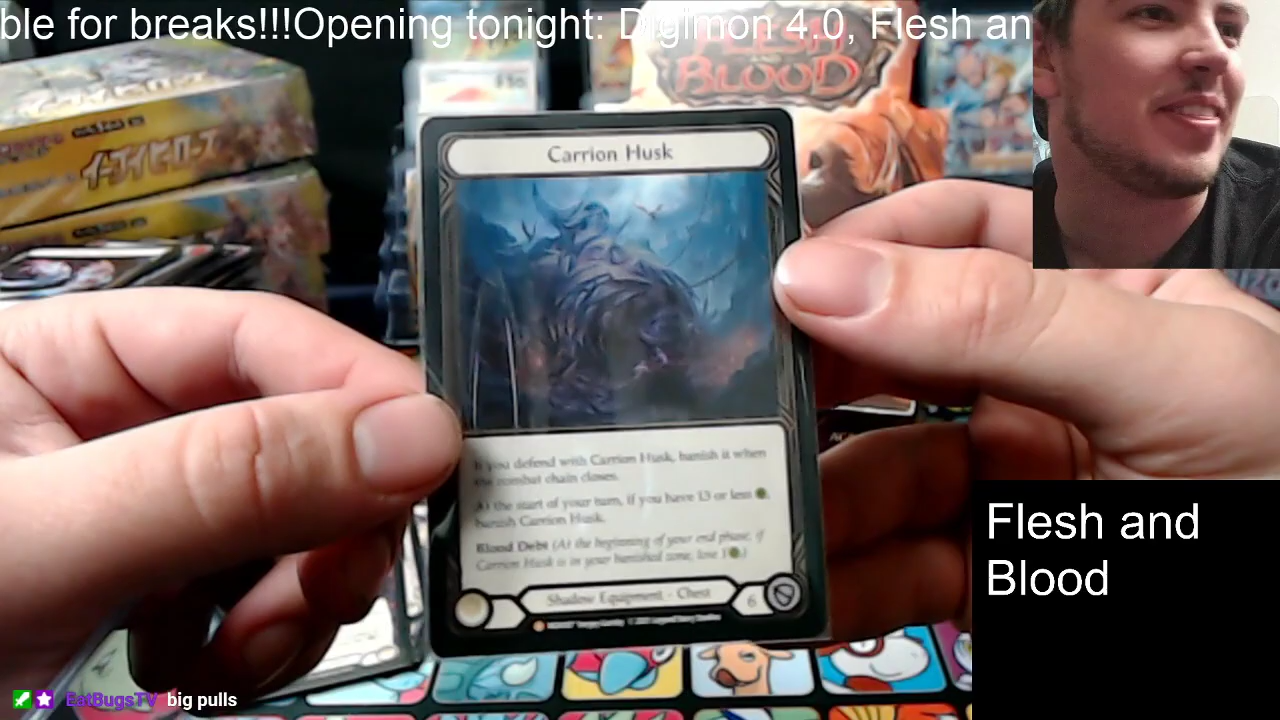 ble for breaks!!!Opening tonight: Digimon 4.0, Flesh an
FLESH
AND
BLOOD
Carrion Husk
If you defend with Carrion Husk, banish it when
the combat chain closes.
At the start of your turn, if you have 13 or less
banish Carrion Husk.
Blood Debt (At the beginning of your end phase, if
Carrion Husk is in your banished zone, lose 1
Shadow Equipment - Chest
6
Flesh and
Blood
EatBugsTV big pulls